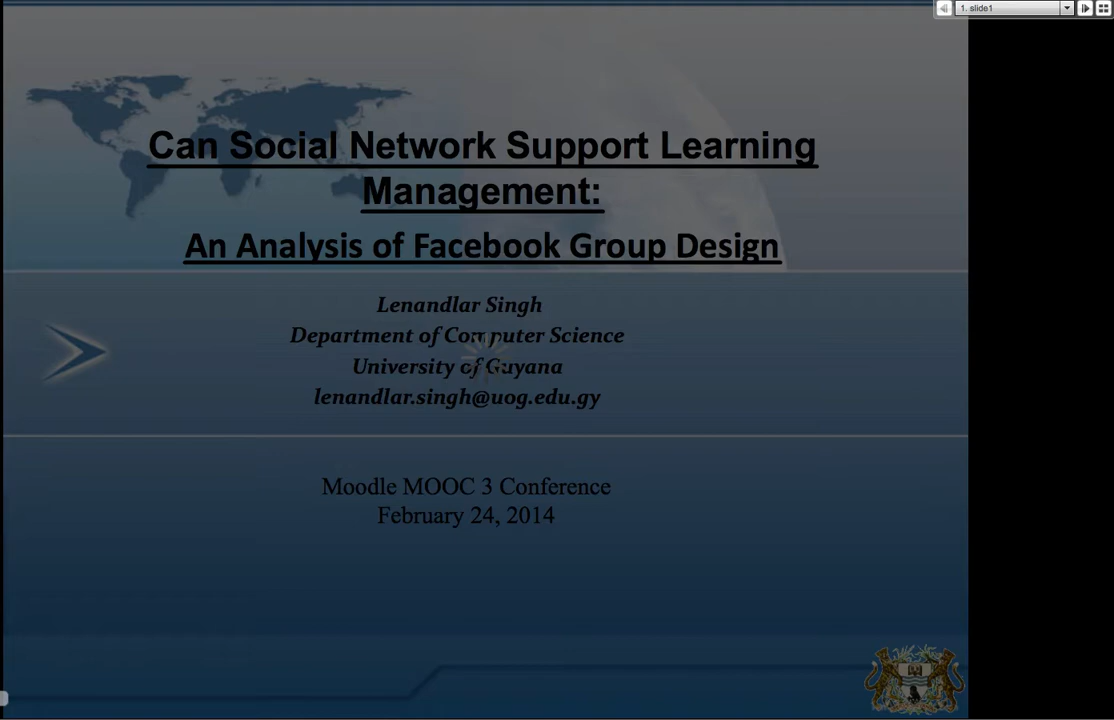 1. slide1
Can Social Network Support Learning
Management:
An Analysis of Facebook Group Design
Lenandlar Singh
Department of Computer Science
University of Guyana
lenandlar.singh@uog.edu.gy
Moodle MOOC 3 Conference
February 24, 2014